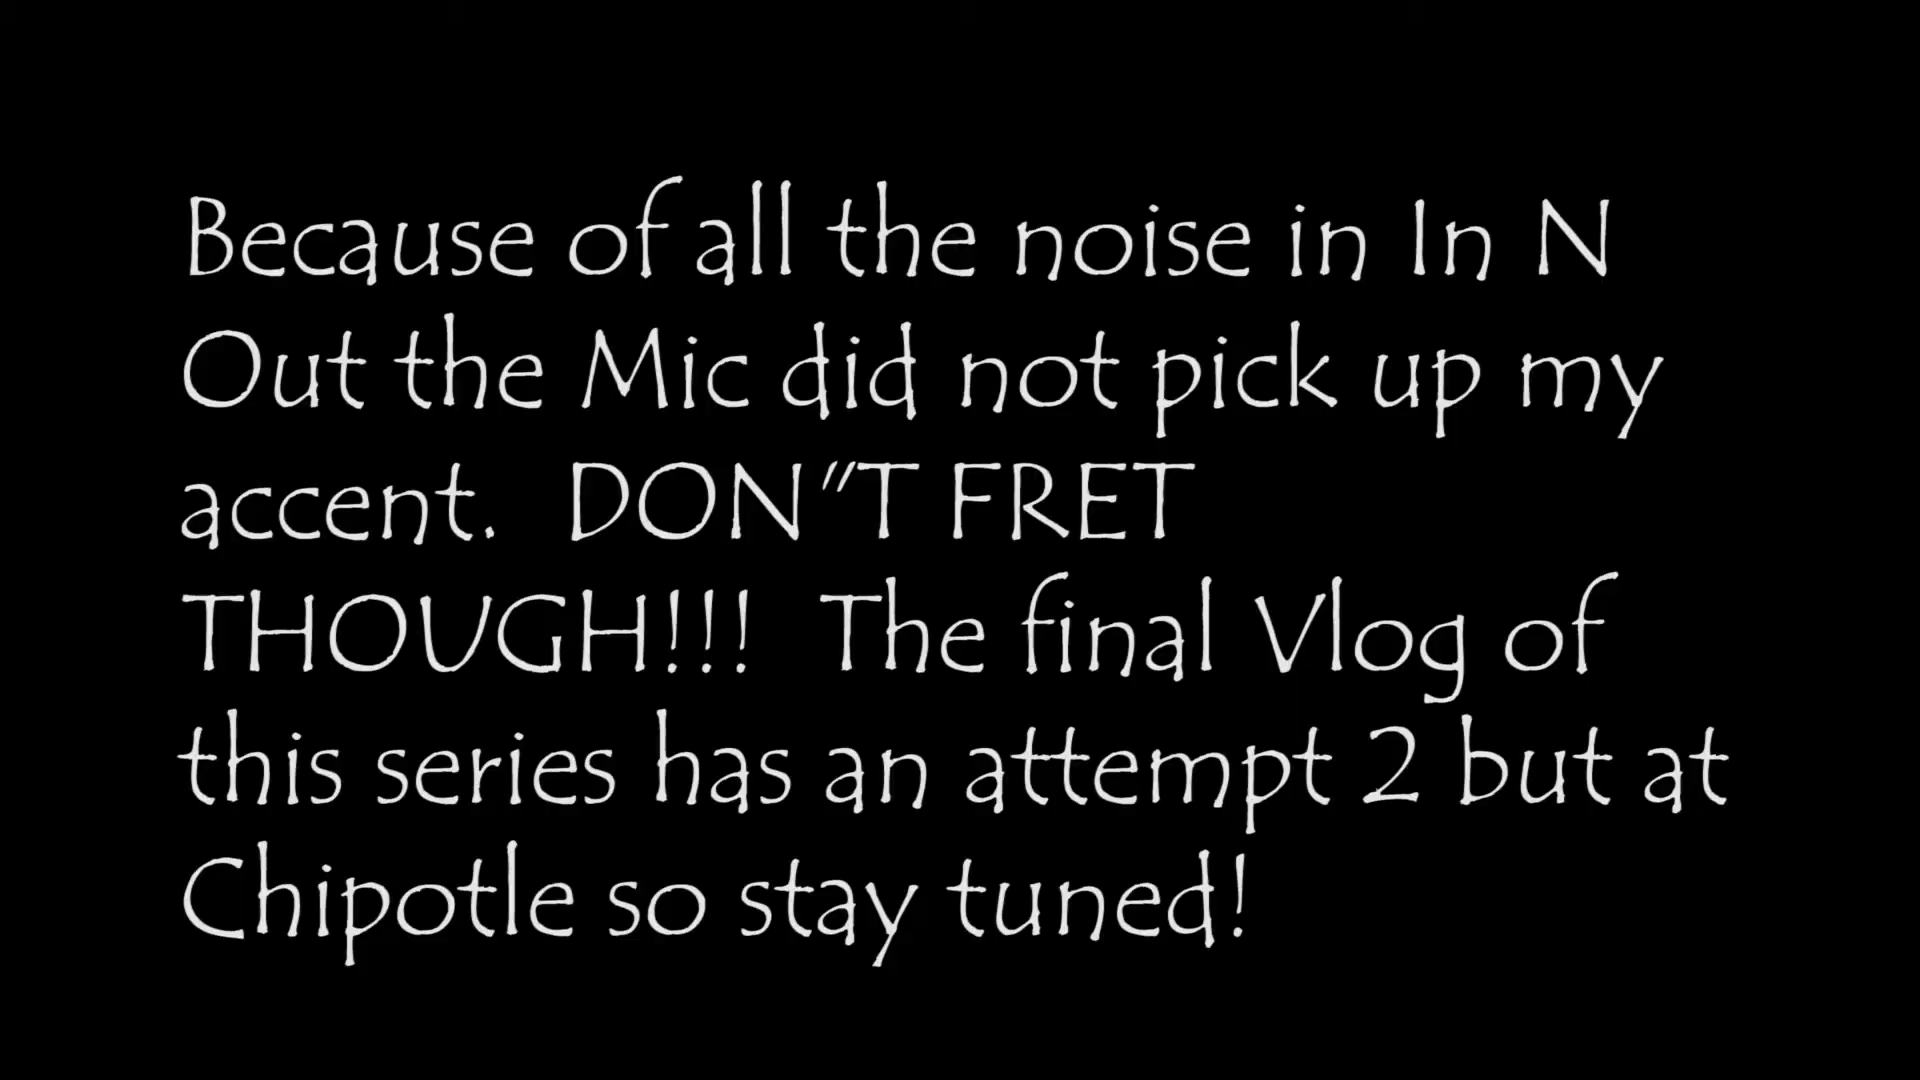 Because of all the noise in In N
Out the Mic did not pick up my
accent.  DON"T FRET
THOUGH!!!  The final Vlog of
this series has an attempt 2 but at
Chipotle so stay tuned!